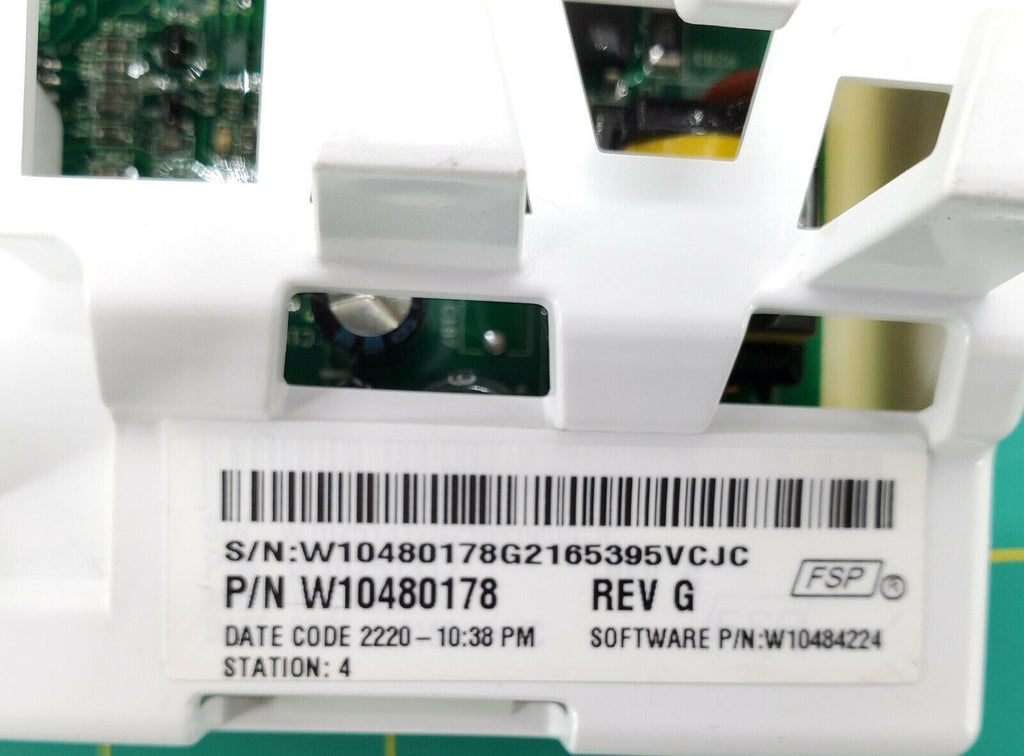 S/N:W10480178G2165395VCJC
P/N W10480178 REV G
FSP®
DATE CODE 2220-10:38 PM SOFTWARE P/N:W10484224
STATION: 4